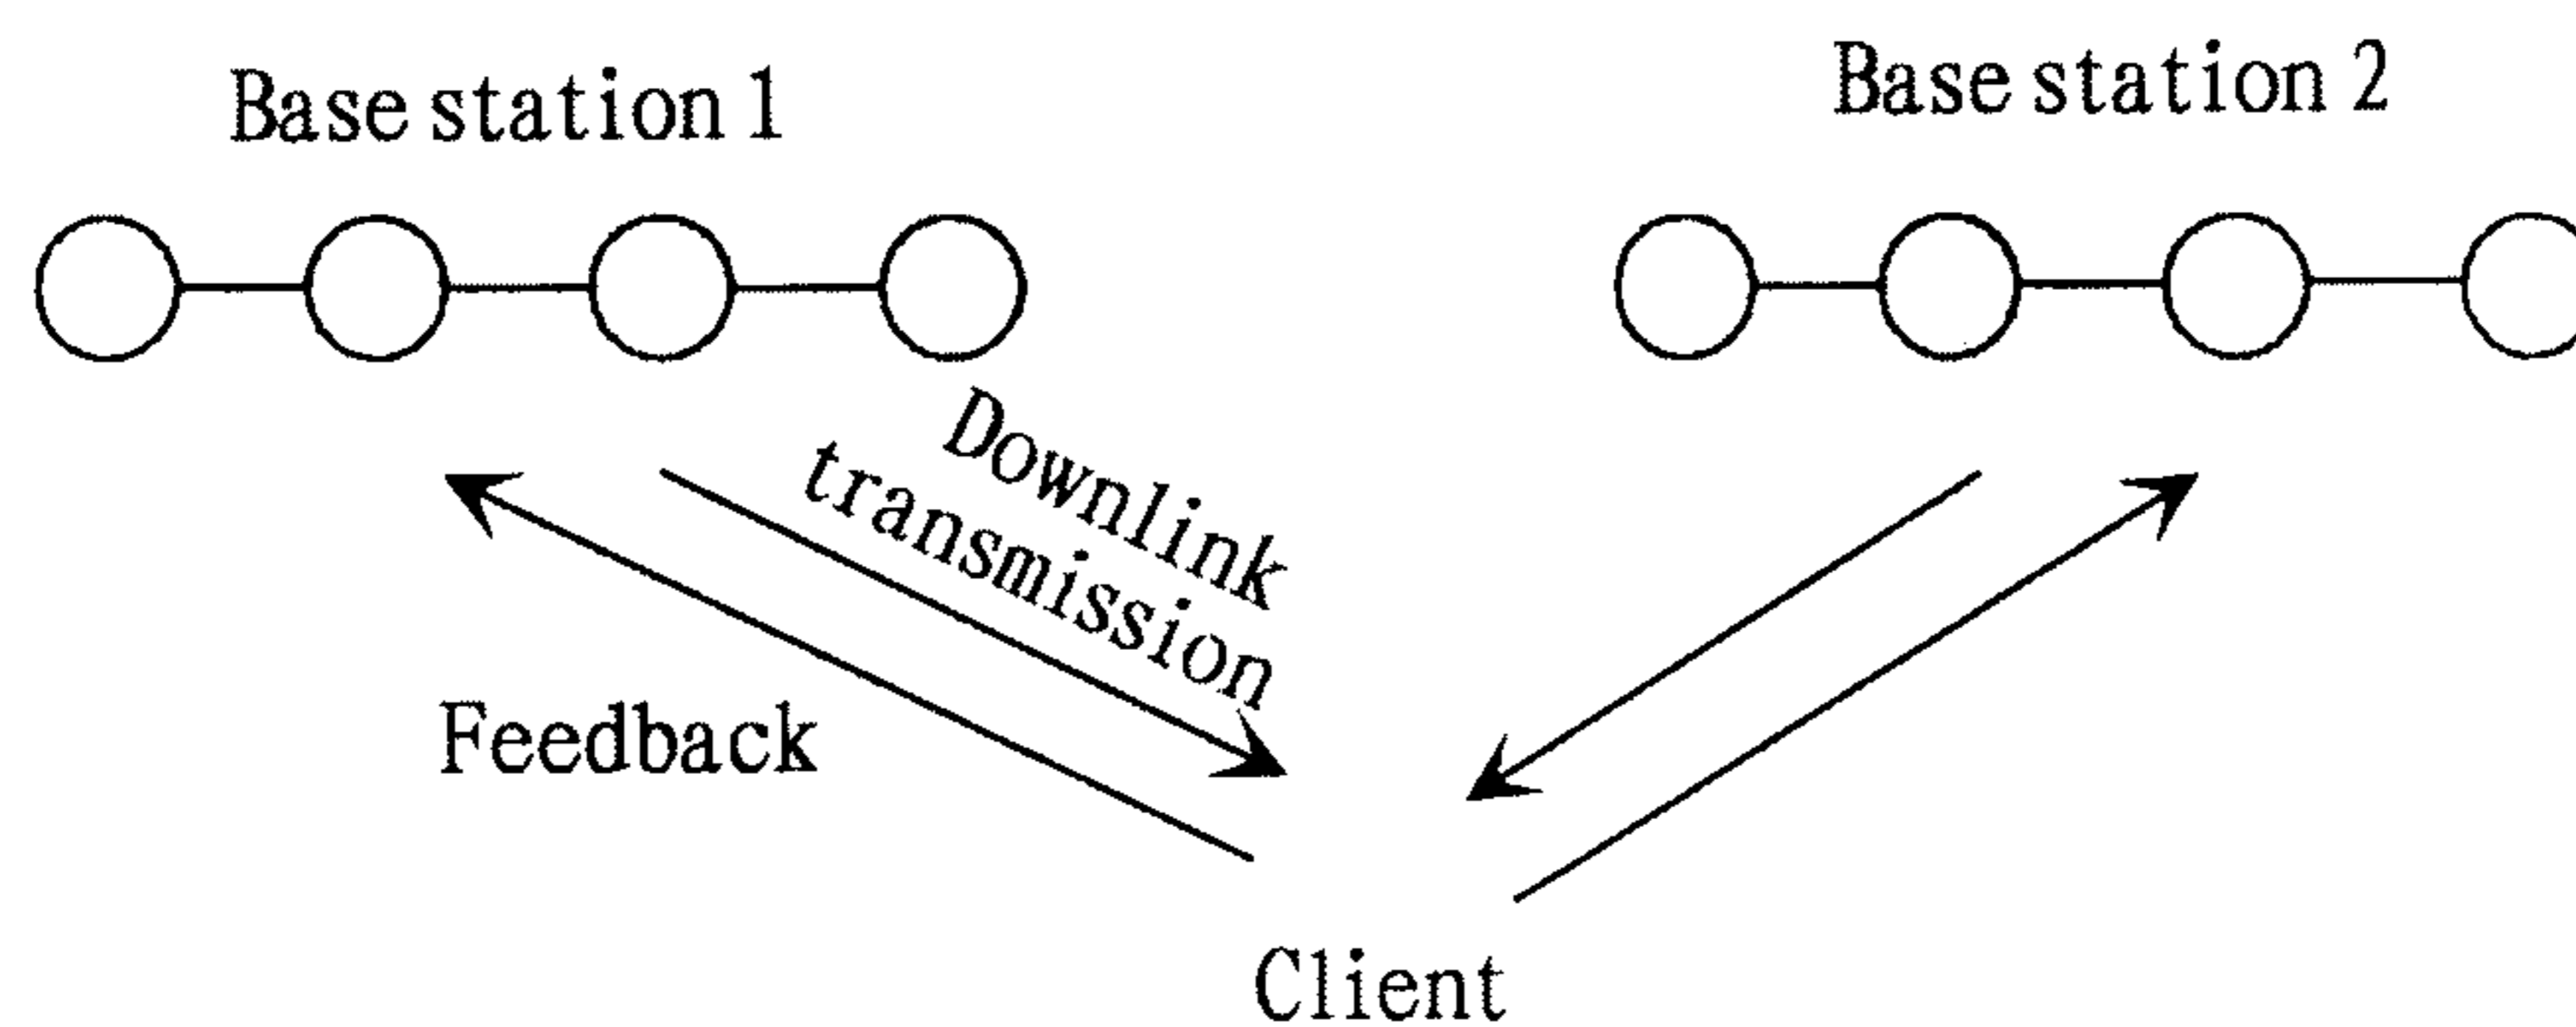 Base station 1
Base station 2
Downlink
transmission
Feedback
Client